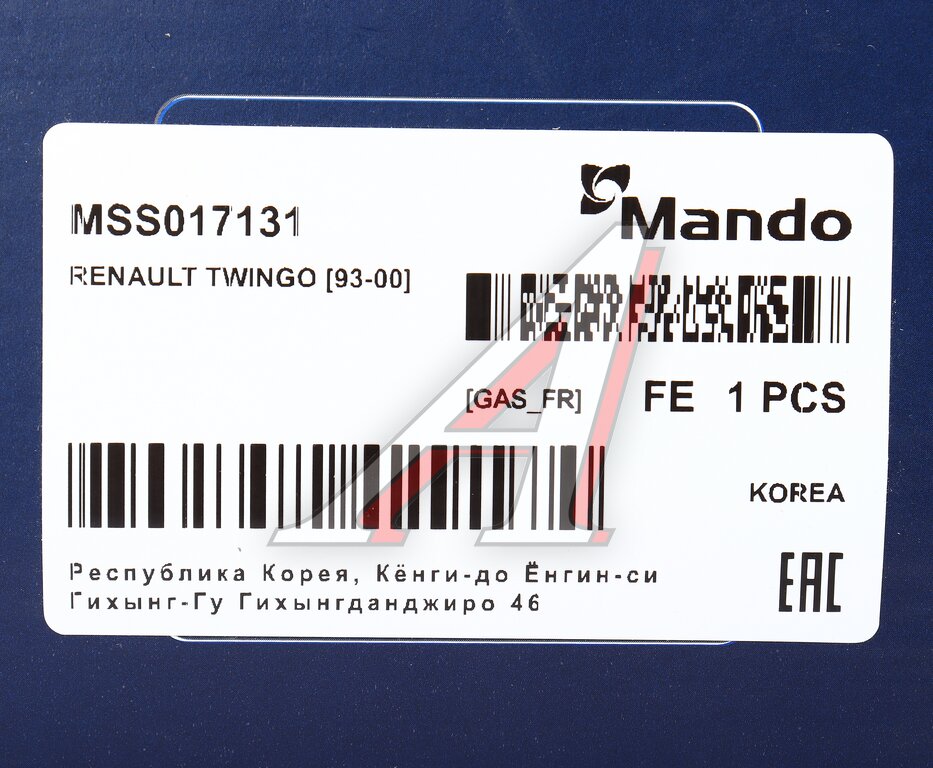 MSS017131
Mando
RENAULT TWINGO [93-00]
[GAS_FR]
FE 1 PCS
KOREA
Республика Корея, Кёнги-до Ёнгин-си
Гихынг-Гу Гихынгданджиро 46
EAC